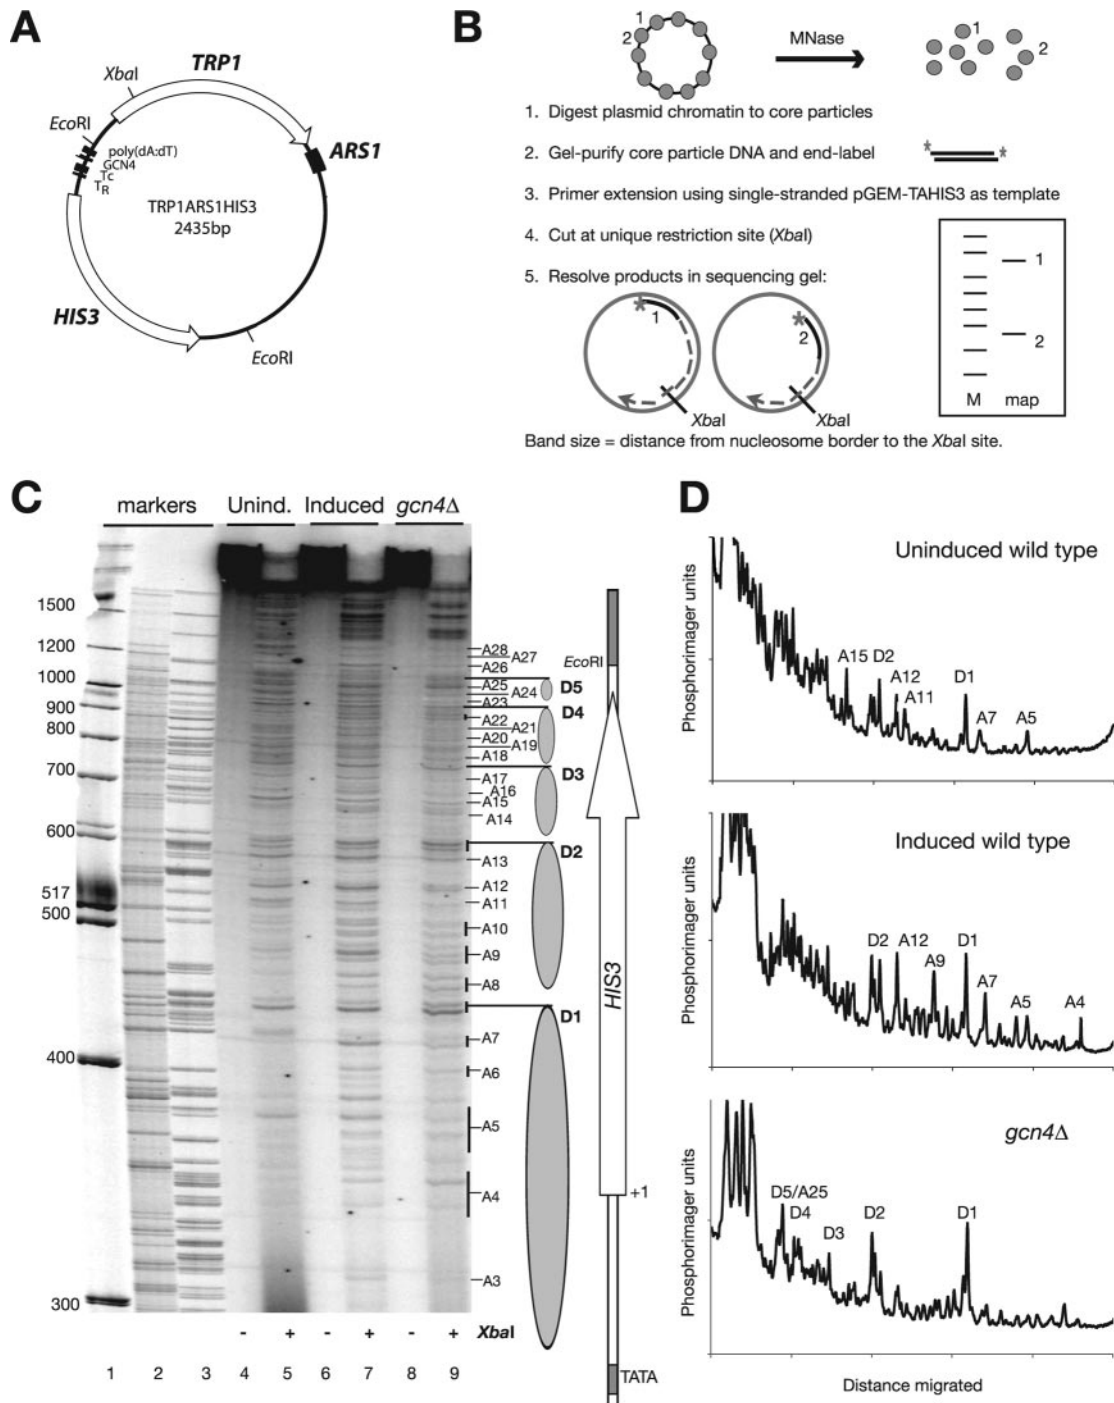 A
XbaI
TRP1
EcoRI
poly(dA:dT)
GCN4
Tc
TR
ARS1
TRP1ARS1HIS3
2435bp
HIS3
EcoRI
B
1
2
MNase
1
2
1. Digest plasmid chromatin to core particles
2. Gel-purify core particle DNA and end-label
* *
3. Primer extension using single-stranded pGEM-TAHIS3 as template
4. Cut at unique restriction site (XbaI)
5. Resolve products in sequencing gel:
* 1
* 2
XbaI
XbaI
1
2
M map
Band size = distance from nucleosome border to the XbaI site.
C
markers Unind. Induced gcn4Δ
1500
1200
1000
900
800
700
600
517
500
400
300
A28
A27
A26
A25
A24
A23
A22
A21
A20
A19
A18
A17
A16
A15
A14
A13
A12
A11
A10
A9
A8
A7
A6
A5
A4
A3
D5
D4
D3
D2
D1
EcoRI
HIS3
+1
TATA
- + - + - + XbaI
1 2 3 4 5 6 7 8 9
D
Uninduced wild type
Phosphorimager units
A15 D2
A12
A11
D1
A7
A5
Induced wild type
Phosphorimager units
D2
A12
A9
D1
A7
A5
A4
gcn4Δ
Phosphorimager units
D5/A25
D4
D3
D2
D1
Distance migrated